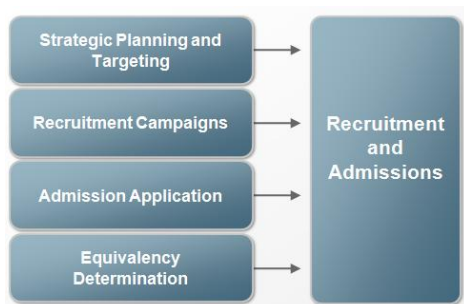 Strategic Planning and
Targeting
Recruitment Campaigns
Admission Application
Equivalency
Determination
Recruitment
and
Admissions